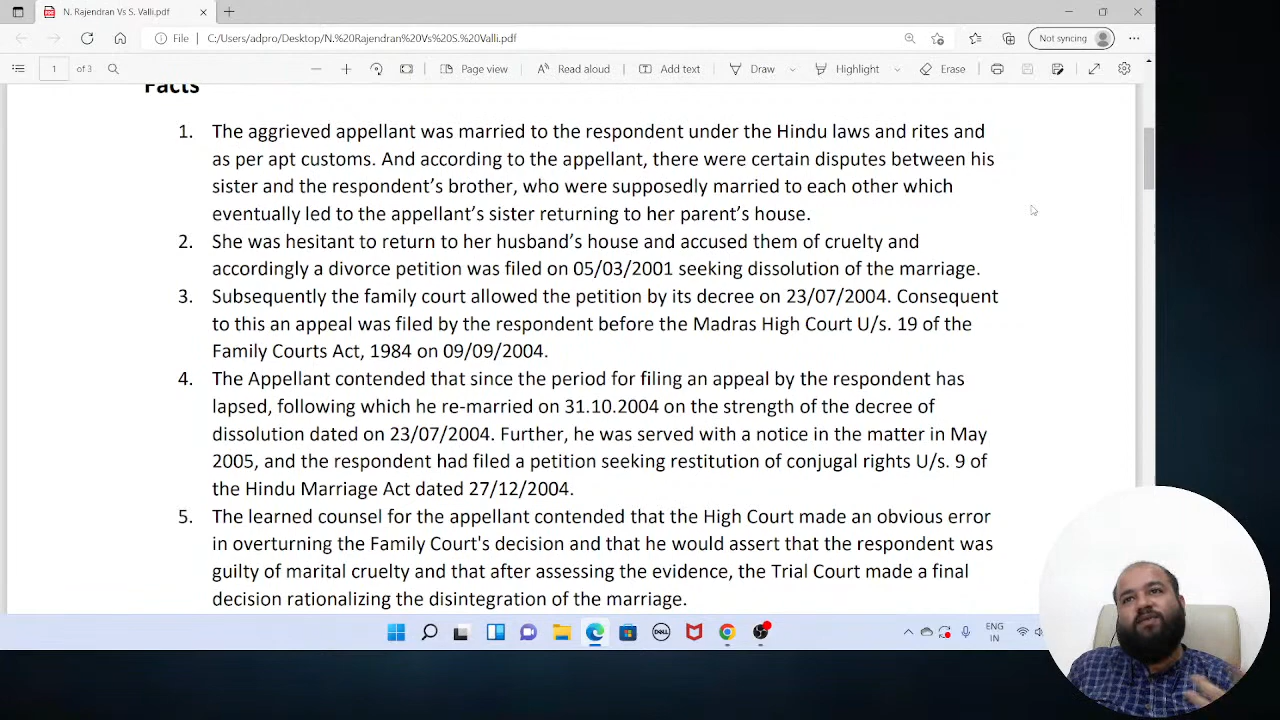 N. Rajendran Vs S. Valli.pdf
File C:/Users/adpro/Desktop/N.%20Rajendran%20Vs%20S.%20Valli.pdf
Not syncing
1 of 3
Page view
Read aloud
Add text
Draw
Highlight
Erase
Facts
1. The aggrieved appellant was married to the respondent under the Hindu laws and rites and
as per apt customs. And according to the appellant, there were certain disputes between his
sister and the respondent's brother, who were supposedly married to each other which
eventually led to the appellant's sister returning to her parent's house.
2. She was hesitant to return to her husband's house and accused them of cruelty and
accordingly a divorce petition was filed on 05/03/2001 seeking dissolution of the marriage.
3. Subsequently the family court allowed the petition by its decree on 23/07/2004. Consequent
to this an appeal was filed by the respondent before the Madras High Court U/s. 19 of the
Family Courts Act, 1984 on 09/09/2004.
4. The Appellant contended that since the period for filing an appeal by the respondent has
lapsed, following which he re-married on 31.10.2004 on the strength of the decree of
dissolution dated on 23/07/2004. Further, he was served with a notice in the matter in May
2005, and the respondent had filed a petition seeking restitution of conjugal rights U/s. 9 of
the Hindu Marriage Act dated 27/12/2004.
5. The learned counsel for the appellant contended that the High Court made an obvious error
in overturning the Family Court's decision and that he would assert that the respondent was
guilty of marital cruelty and that after assessing the evidence, the Trial Court made a final
decision rationalizing the disintegration of the marriage.
DELL
ENG
IN